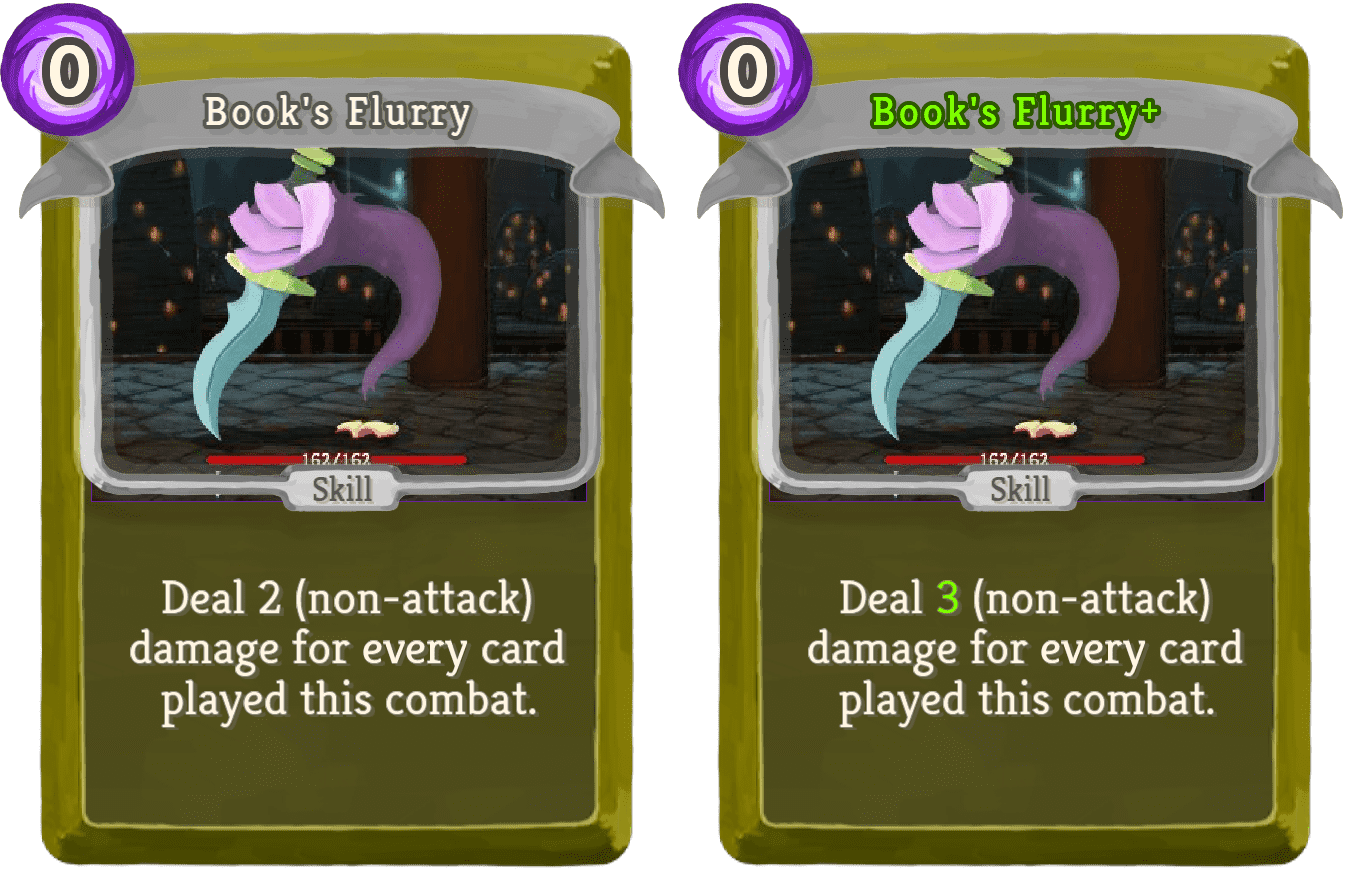 0
Book's Flurry
162/162
Skill
Deal 2 (non-attack)
damage for every card
played this combat.
0
Book's Flurry+
162/162
Skill
Deal 3 (non-attack)
damage for every card
played this combat.